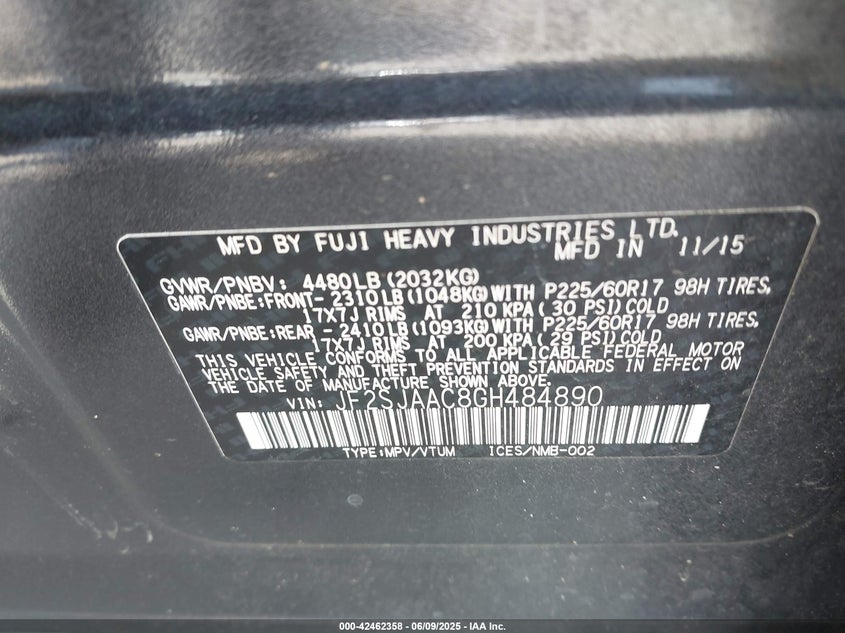 MFD BY FUJI HEAVY INDUSTRIES LTD.
MFD IN 11/15
GVWR/PNBV: 4480LB (2032KG)
GAWR/PNBE:FRONT- 2310LB(1048KG)WITH P225/60R17 98H TIRES,
17X7J RIMS AT 210 KPA( 30 PSI)COLD
GAWR/PNBE:REAR - 2410LB(1093KG)WITH P225/60R17 98H TIRES,
17X7J RIMS AT 200 KPA( 29 PSI)COLD
THIS VEHICLE CONFORMS TO ALL APPLICABLE FEDERAL MOTOR
VEHICLE SAFETY AND THEFT PREVENTION STANDARDS IN EFFECT ON
THE DATE OF MANUFACTURE SHOWN ABOVE.
VIN: JF2SJAAC8GH484890
TYPE:MPV/VTUM ICES/NMB-002
000-42462358 - 06/09/2025 - IAA Inc.